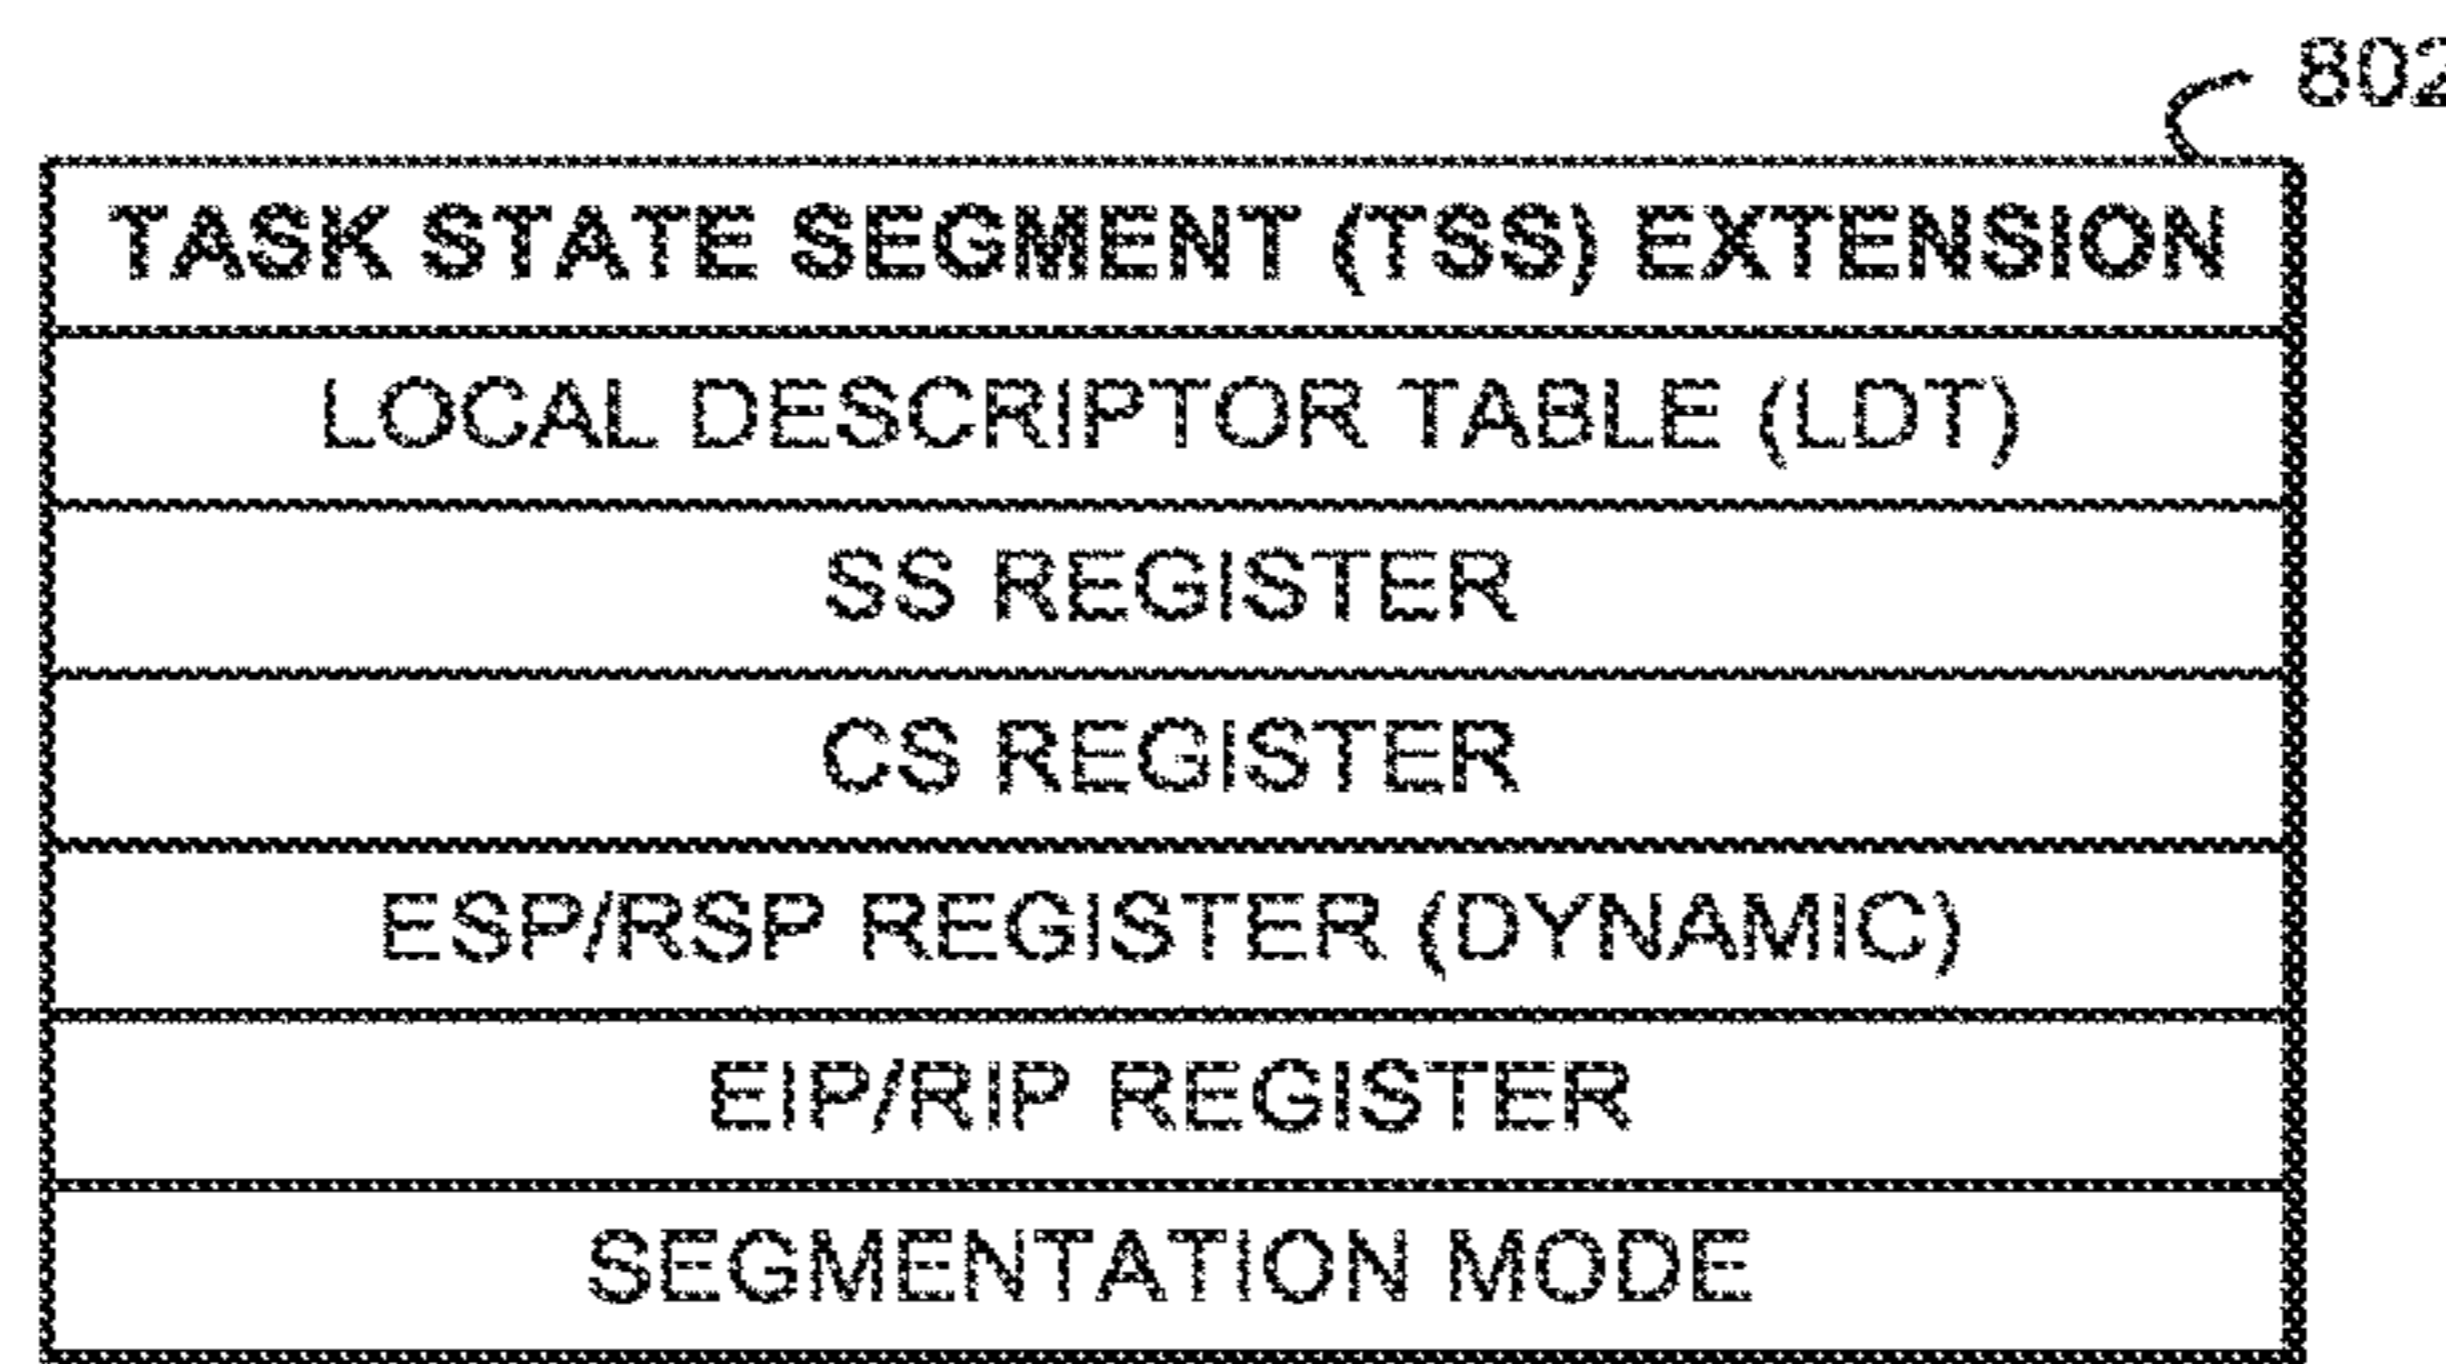 802
TASK STATE SEGMENT (TSS) EXTENSION
LOCAL DESCRIPTOR TABLE (LDT)
SS REGISTER
CS REGISTER
ESP/RSP REGISTER (DYNAMIC)
EIP/RIP REGISTER
SEGMENTATION MODE